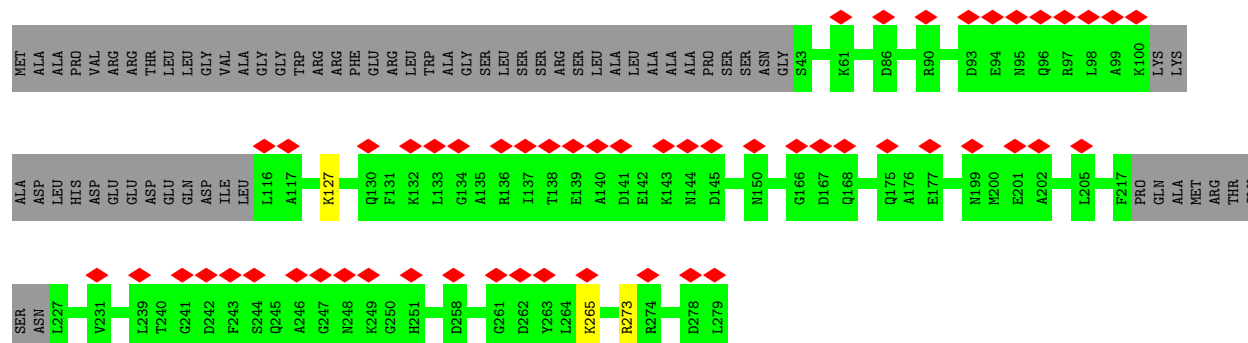 MET ALA ALA PRO VAL ARG ARG THR LEU LEU GLY VAL ALA GLY GLY TRP ARG ARG PHE GLU ARG LEU TRP ALA GLY SER LEU SER SER ARG SER LEU ALA LEU ALA ALA ALA PRO SER SER ASN GLY S43 K61 D86 R90 D93 E94 N95 Q96 R97 L98 A99 K100 LYS LYS
ALA ASP LEU HIS ASP GLU GLU ASP GLU GLN ASP ILE LEU L116 A117 K127 Q130 F131 K132 L133 G134 A135 R136 I137 T138 E139 A140 D141 E142 K143 N144 D145 N150 G166 D167 Q168 Q175 A176 E177 N199 M200 E201 A202 L205 F217 PRO GLN ALA MET ARG THR
SER ASN L227 V231 L239 T240 G241 D242 F243 S244 Q245 A246 G247 N248 K249 G250 H251 D258 G261 D262 Y263 L264 K265 R273 R274 D278 L279